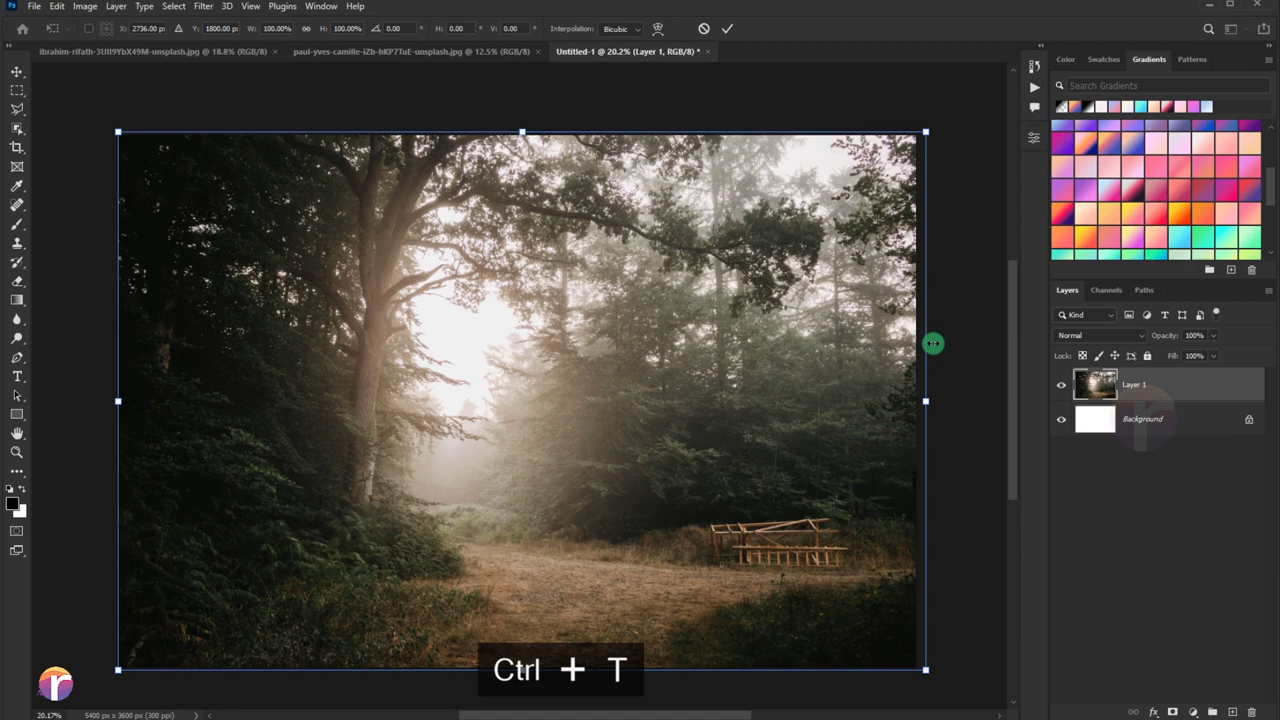 Ps File Edit Image Layer Type Select Filter 3D View Plugins Window Help
X: 2736.00 px Y: 1800.00 px W: 100.00% H: 100.00% 0.00 ° H: 0.00 ° V: 0.00 ° Interpolation: Bicubic
ibrahim-rifath-3UIl9YbX49M-unsplash.jpg @ 18.8% (RGB/8) × paul-yves-camille-iZb-hKP7TuE-unsplash.jpg @ 12.5% (RGB/8) × Untitled-1 @ 20.2% (Layer 1, RGB/8) * ×
Color Swatches Gradients Patterns
Search Gradients
Layers Channels Paths
Kind
Normal Opacity: 100%
Lock: Fill: 100%
Layer 1
Background
Ctrl + T
r
20.17% 5400 px x 3600 px (300 ppi)
fx